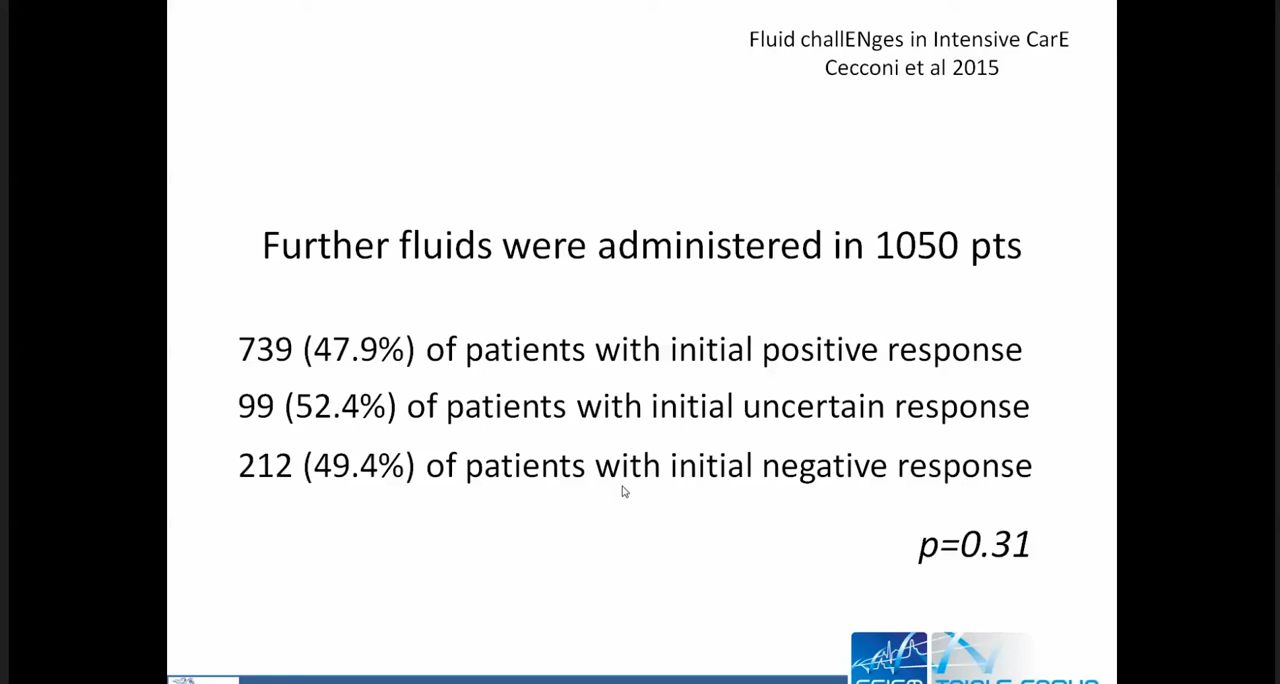 Fluid challENges in Intensive CarE
Cecconi et al 2015
Further fluids were administered in 1050 pts
739 (47.9%) of patients with initial positive response
99 (52.4%) of patients with initial uncertain response
212 (49.4%) of patients with initial negative response
p=0.31